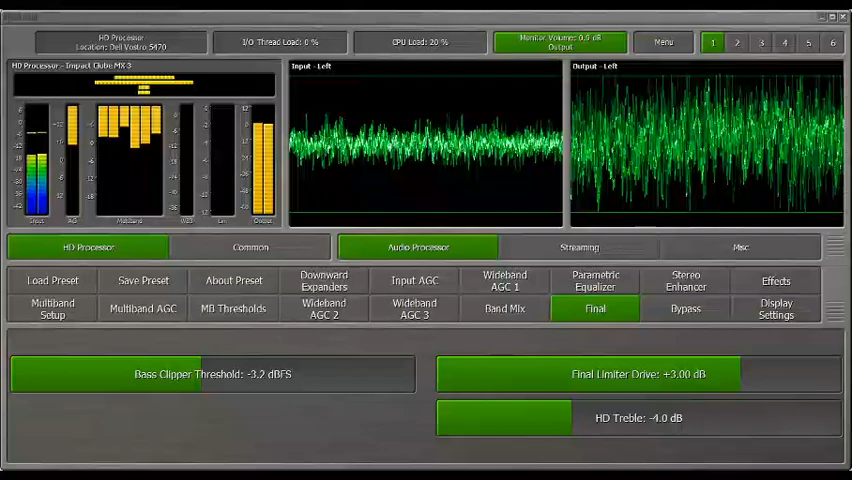 HD Processor
Location: Dell Vostro 5470
I/O Thread Load: 0 %
CPU Load: 20 %
Monitor Volume: 0.0 dB
Output
Menu
1
2
3
4
5
6
HD Processor - Impact Club: MX 3
Input - Left
Output - Left
Input
Multiband
Lim
Output
HD Processor
Common
Audio Processor
Streaming
Misc
Load Preset
Save Preset
About Preset
Downward
Expanders
Input AGC
Wideband
AGC 1
Parametric
Equalizer
Stereo
Enhancer
Effects
Multiband
Setup
Multiband AGC
MB Thresholds
Wideband
AGC 2
Wideband
AGC 3
Band Mix
Final
Bypass
Display
Settings
Bass Clipper Threshold: -3.2 dBFS
Final Limiter Drive: +3.00 dB
HD Treble: -4.0 dB